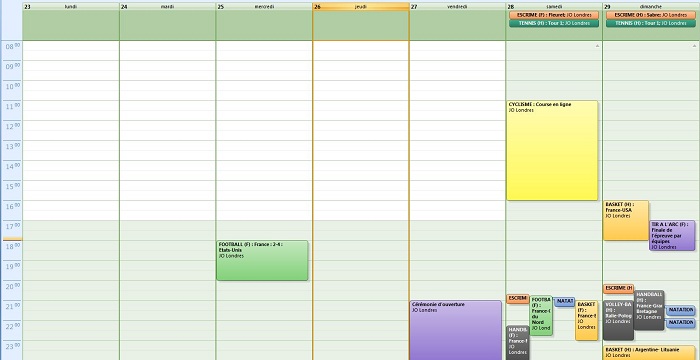 23 lundi 24 mardi 25 mercredi 26 jeudi 27 vendredi 28 samedi 29 dimanche
ESCRIME (F) : Fleuret; JO Londres
TENNIS (H) : Tour 1; JO Londres
ESCRIME (H) : Sabre; JO Londres
TENNIS (H) : Tour 1; JO Londres
08 00
09 00
10 00
11 00
12 00
13 00
14 00
15 00
16 00
17 00
18 00
19 00
20 00
21 00
22 00
23 00
FOOTBALL (F) : France : 2-4 :
Etats-Unis
JO Londres
Cérémonie d'ouverture
JO Londres
CYCLISME : Course en ligne
JO Londres
ESCRIM
FOOTBA
(F) :
du
Nord
JO Lond
NATAT
BASKET
(F) :
JO
Londres
HANDB
(F) :
JO
Londres
BASKET (H) :
France-USA
JO Londres
TIR A L'ARC (F) :
Finale de
l'épreuve par
équipes
JO Londres
ESCRIME (H
VOLLEY-BA
(H) :
Italie-Polog
JO
Londres
HANDBALL
(H) :
France-Gra
Bretagne
JO
Londres
NATATION
NATATION
BASKET (H) : Argentine- Lituanie
JO Londres